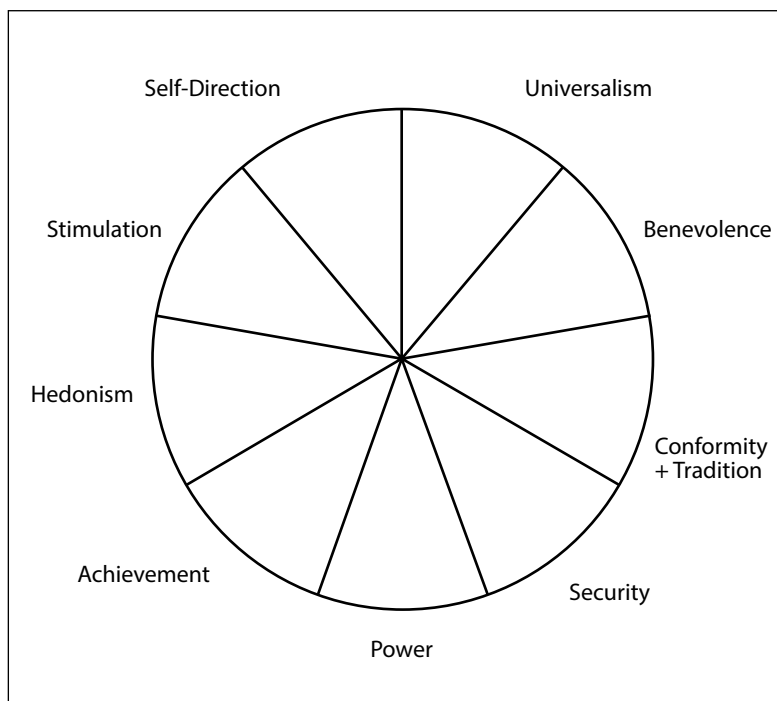 Self-Direction
Universalism
Stimulation
Benevolence
Hedonism
Conformity
+ Tradition
Achievement
Security
Power